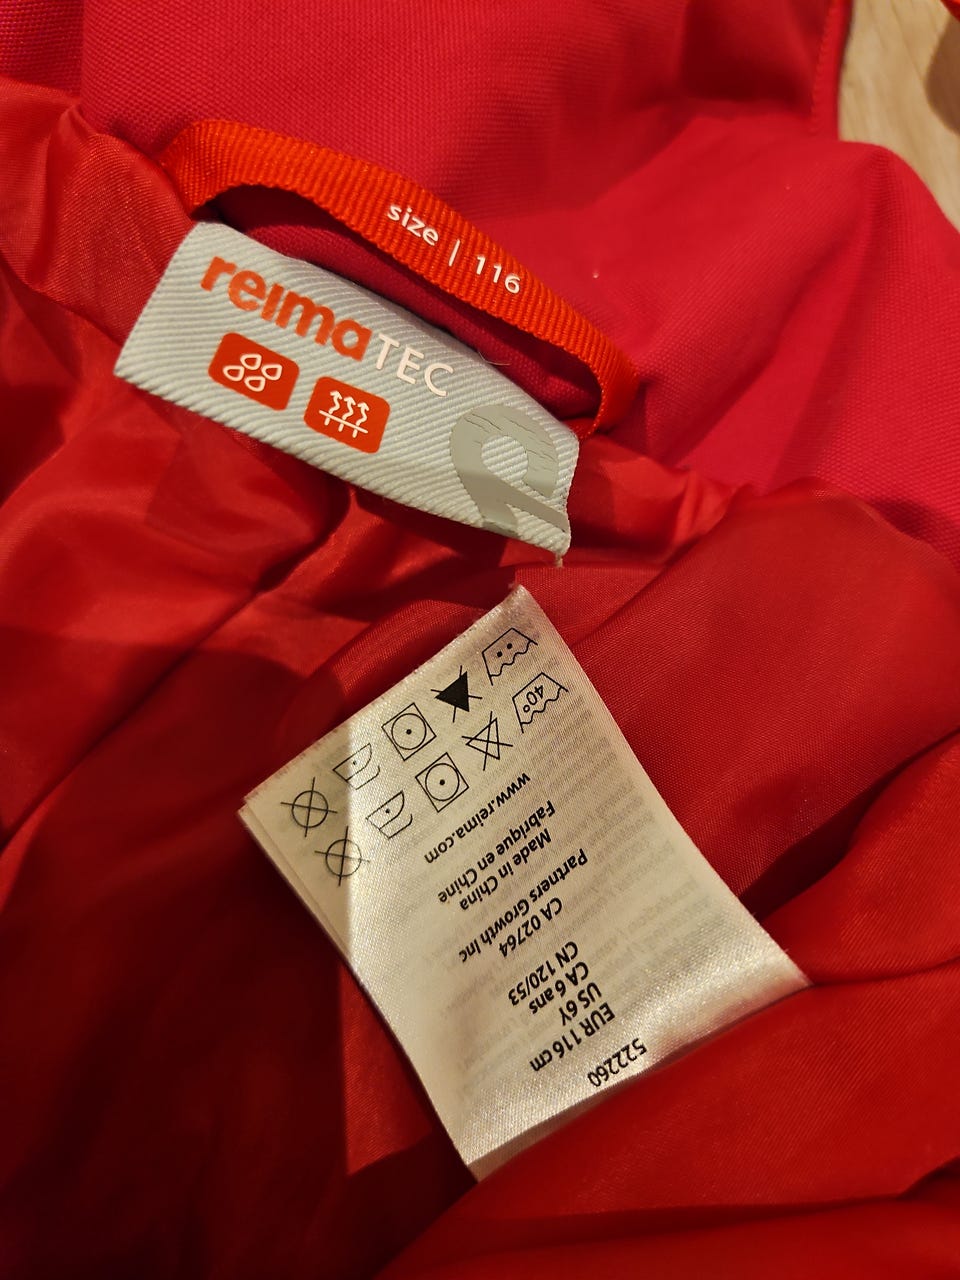 size | 116
reimaTEC
522260
EUR 116 cm
US 6Y
CA 6 ans
CN 120/53
CA 02764
Partners Growth Inc
Made in China
Fabriqué en Chine
www.reima.com
40°